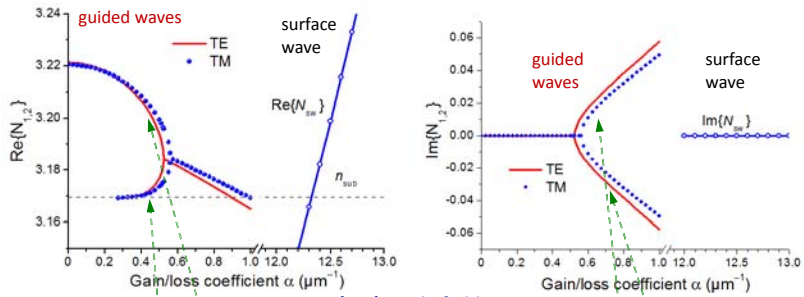 guided waves
surface
wave
TE
TM
Re{N1,2}
3.24
3.22
3.20
3.18
3.16
Re{Nsw}
nsub
0
0.2
0.4
0.6
0.8
1.0
12.0
12.5
13.0
Gain/loss coefficient α (µm⁻¹)
guided
waves
surface
wave
Im{N1,2}
0.06
0.04
0.02
0.00
-0.02
-0.04
-0.06
Im{Nsw}
TE
TM
0.0
0.2
0.4
0.6
0.8
1.0
12.0
12.5
13.0
Gain/loss coefficient α (µm⁻¹)